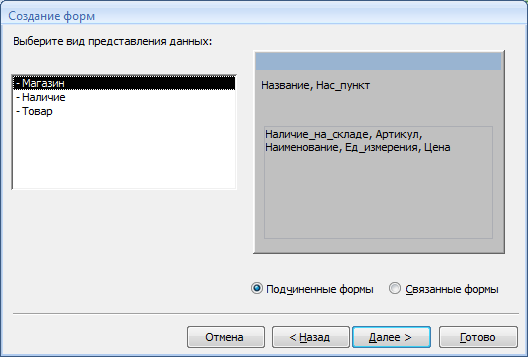 Создание форм
Выберите вид представления данных:
- Магазин
- Наличие
- Товар
Название, Нас_пункт
Наличие_на_складе, Артикул,
Наименование, Ед_измерения, Цена
Подчиненные формы
Связанные формы
Отмена
< Назад
Далее >
Готово